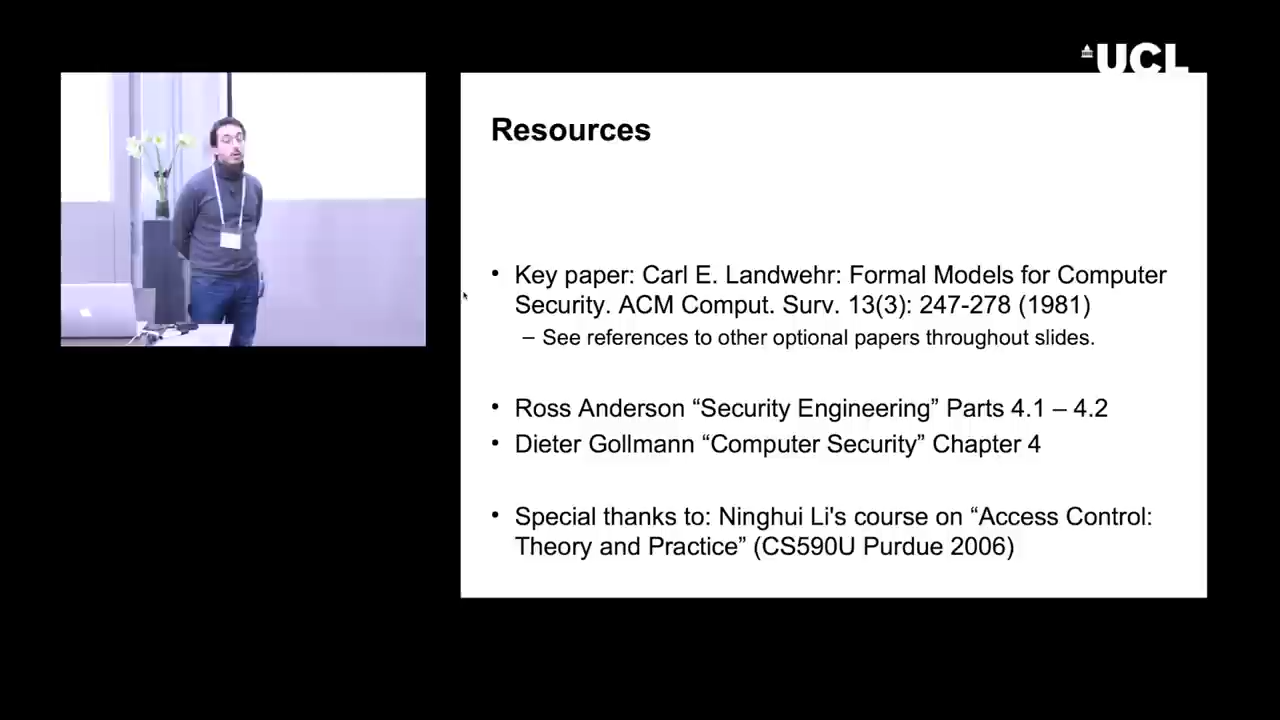 UCL
Resources
• Key paper: Carl E. Landwehr: Formal Models for Computer
Security. ACM Comput. Surv. 13(3): 247-278 (1981)
– See references to other optional papers throughout slides.
• Ross Anderson “Security Engineering” Parts 4.1 – 4.2
• Dieter Gollmann “Computer Security” Chapter 4
• Special thanks to: Ninghui Li's course on “Access Control:
Theory and Practice” (CS590U Purdue 2006)